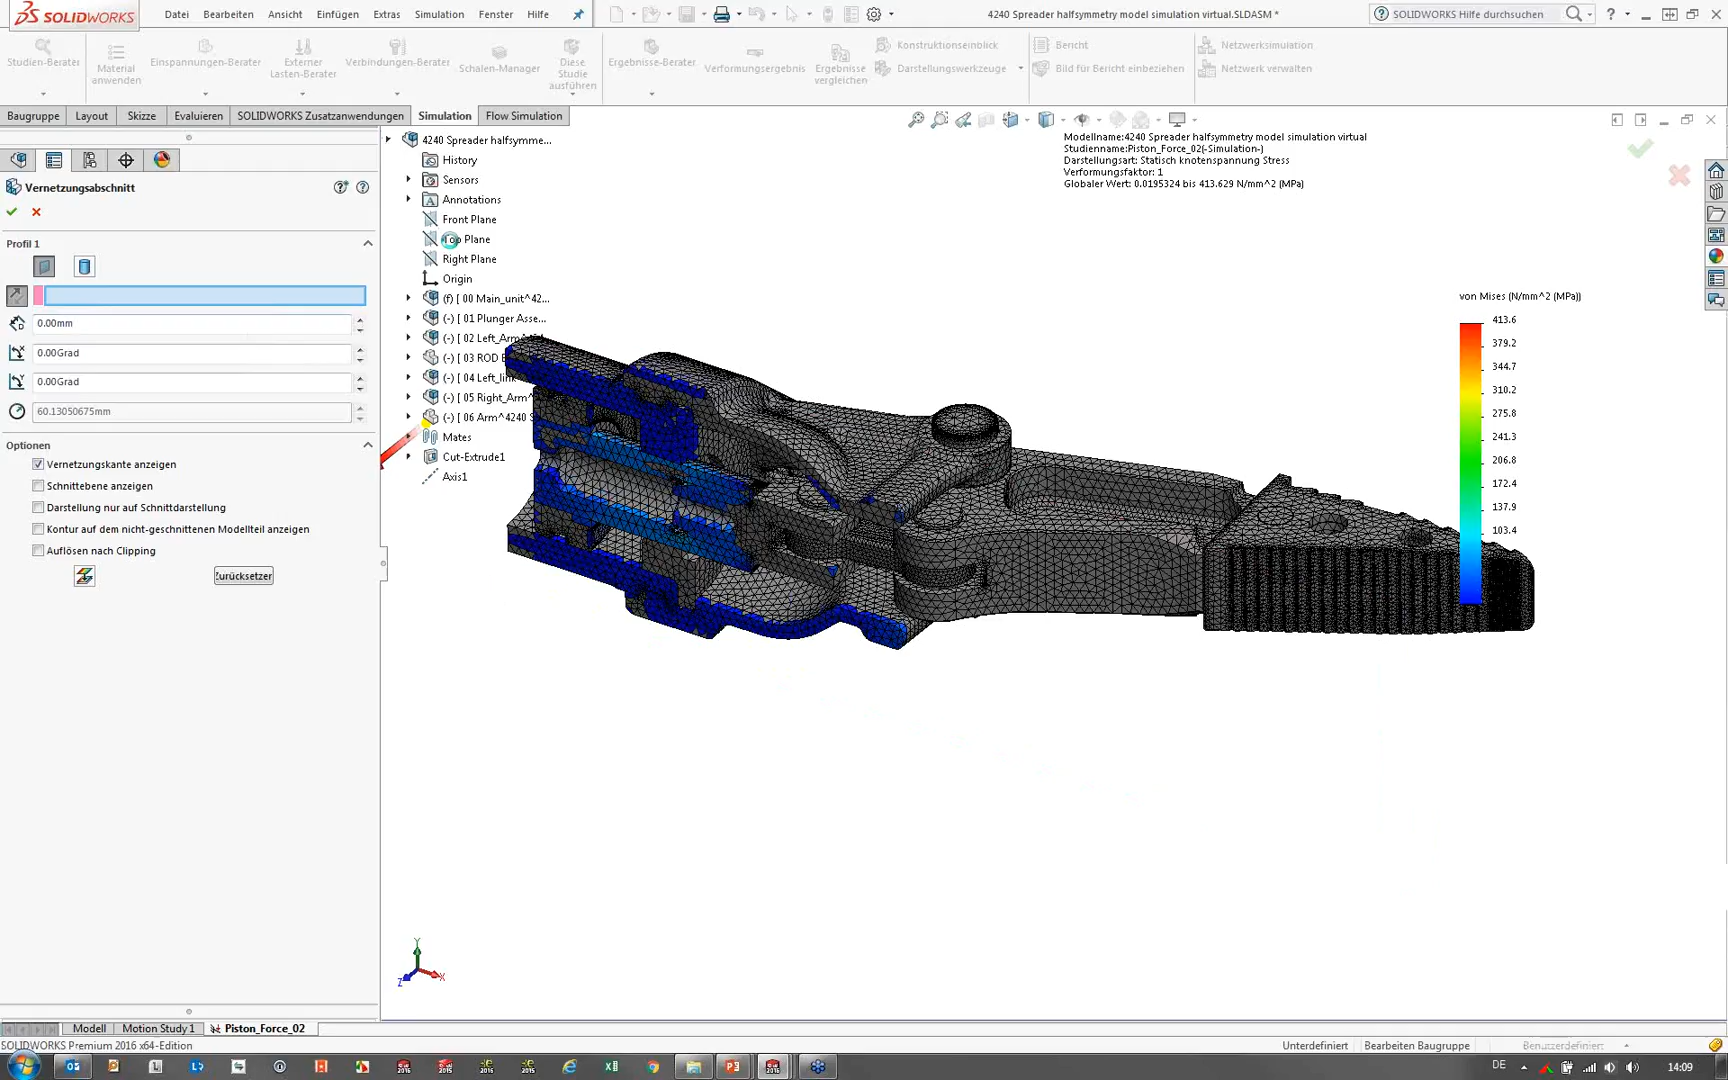 SOLIDWORKS
Datei Bearbeiten Ansicht Einfügen Extras Simulation Fenster Hilfe
4240 Spreader halfsymmetry model simulation virtual.SLDASM *
SOLIDWORKS Hilfe durchsuchen
Studien-Berater
Material anwenden
Einspannungen-Berater
Externer Lasten-Berater
Verbindungen-Berater
Schalen-Manager
Diese Studie ausführen
Ergebnisse-Berater
Verformungsergebnis
Ergebnisse vergleichen
Konstruktionseinblick
Darstellungswerkzeuge
Bericht
Bild für Bericht einbeziehen
Netzwerksimulation
Netzwerk verwalten
Baugruppe Layout Skizze Evaluieren SOLIDWORKS Zusatzanwendungen Simulation Flow Simulation
Vernetzungsabschnitt
Profil 1
0.00mm
0.00Grad
0.00Grad
60.13050675mm
Optionen
Vernetzungskante anzeigen
Schnittebene anzeigen
Darstellung nur auf Schnittdarstellung
Kontur auf dem nicht-geschnittenen Modellteil anzeigen
Auflösen nach Clipping
Zurücksetzer
4240 Spreader halfsymme...
History
Sensors
Annotations
Front Plane
Top Plane
Right Plane
Origin
(f) [ 00 Main_unit^42...
(-) [ 01 Plunger Asse...
(-) [ 02 Left_Arm^
(-) [ 03 ROD
(-) [ 04 Left_lin
(-) [ 05 Right_Arm^
(-) [ 06 Arm^4240 S
Mates
Cut-Extrude1
Axis1
Modellname:4240 Spreader halfsymmetry model simulation virtual
Studienname:Piston_Force_02(-Simulation-)
Darstellungsart: Statisch knotenspannung Stress
Verformungsfaktor: 1
Globaler Wert: 0.0195324 bis 413.629 N/mm^2 (MPa)
von Mises (N/mm^2 (MPa))
413.6
379.2
344.7
310.2
275.8
241.3
206.8
172.4
137.9
103.4
Y
X
Z
Modell Motion Study 1 Piston_Force_02
SOLIDWORKS Premium 2016 x64-Edition
Unterdefiniert Bearbeiten Baugruppe Benutzerdefiniert
DE 14:09